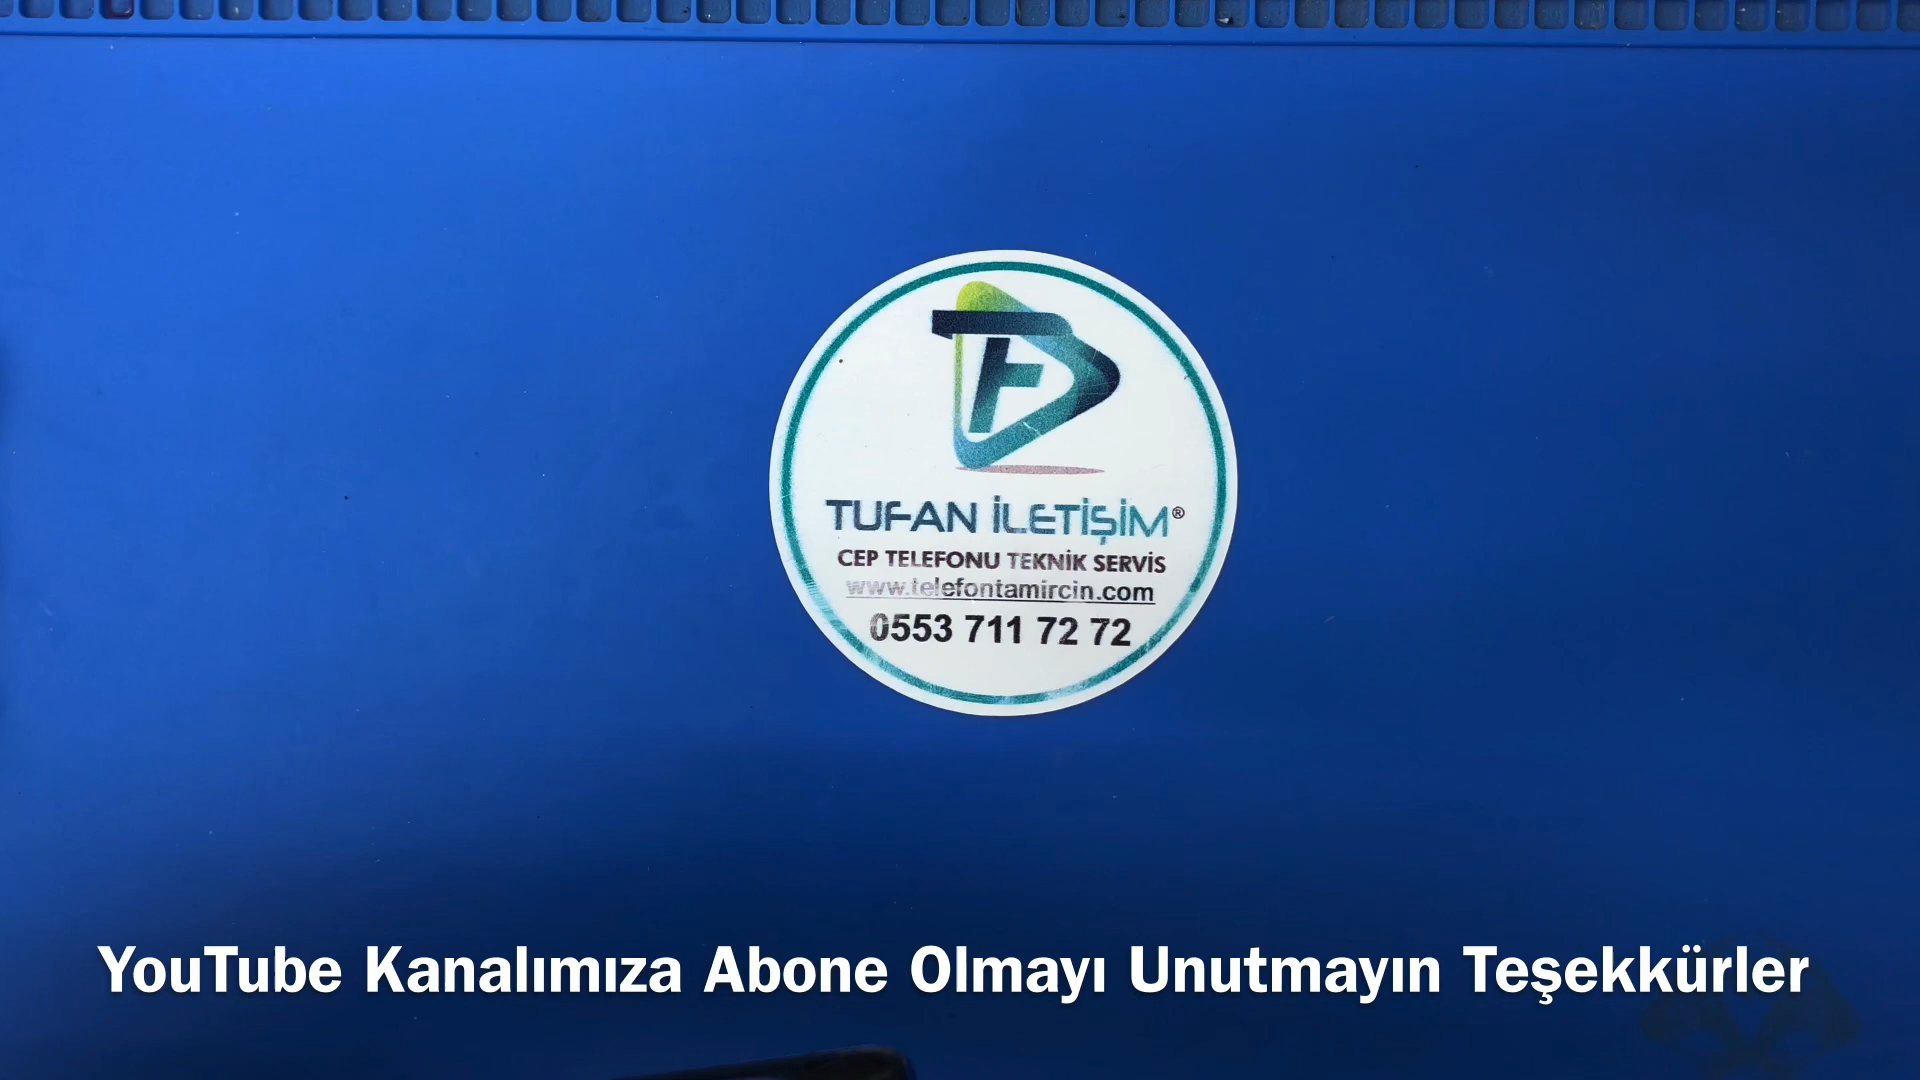 TUFAN İLETİŞİM®
CEP TELEFONU TEKNİK SERVİS
www.telefontamircin.com
0553 711 72 72
YouTube Kanalımıza Abone Olmayı Unutmayın Teşekkürler